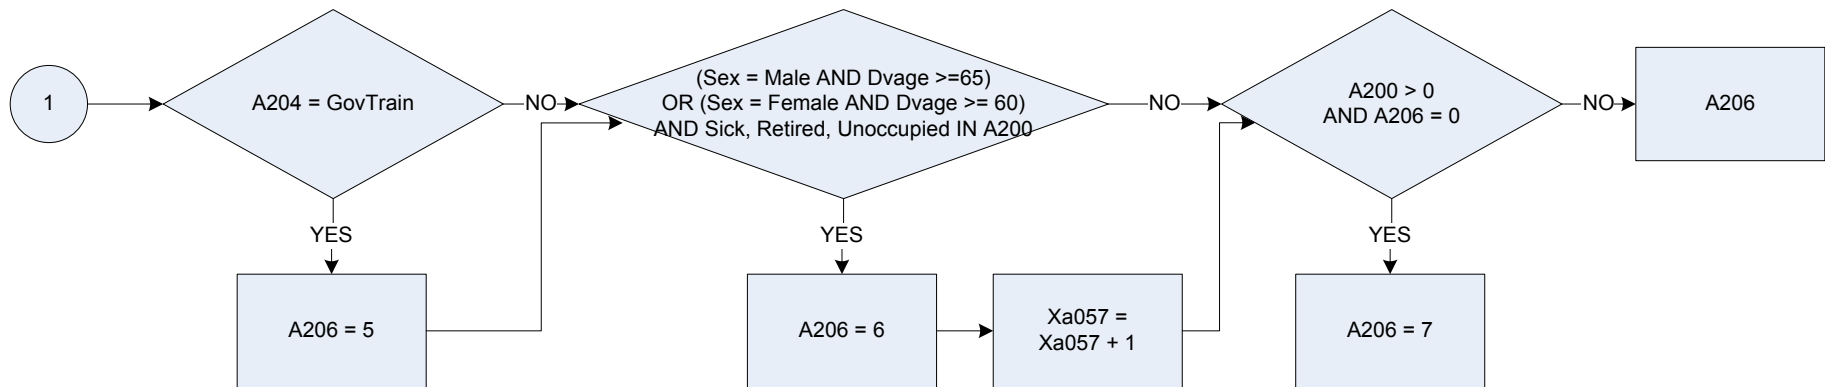 1
A204 = GovTrain
NO
(Sex = Male AND Dvage >=65)
OR (Sex = Female AND Dvage >= 60)
AND Sick, Retired, Unoccupied IN A200
NO
A200 > 0
AND A206 = 0
NO
A206
YES
YES
YES
A206 = 5
A206 = 6
Xa057 =
Xa057 + 1
A206 = 7